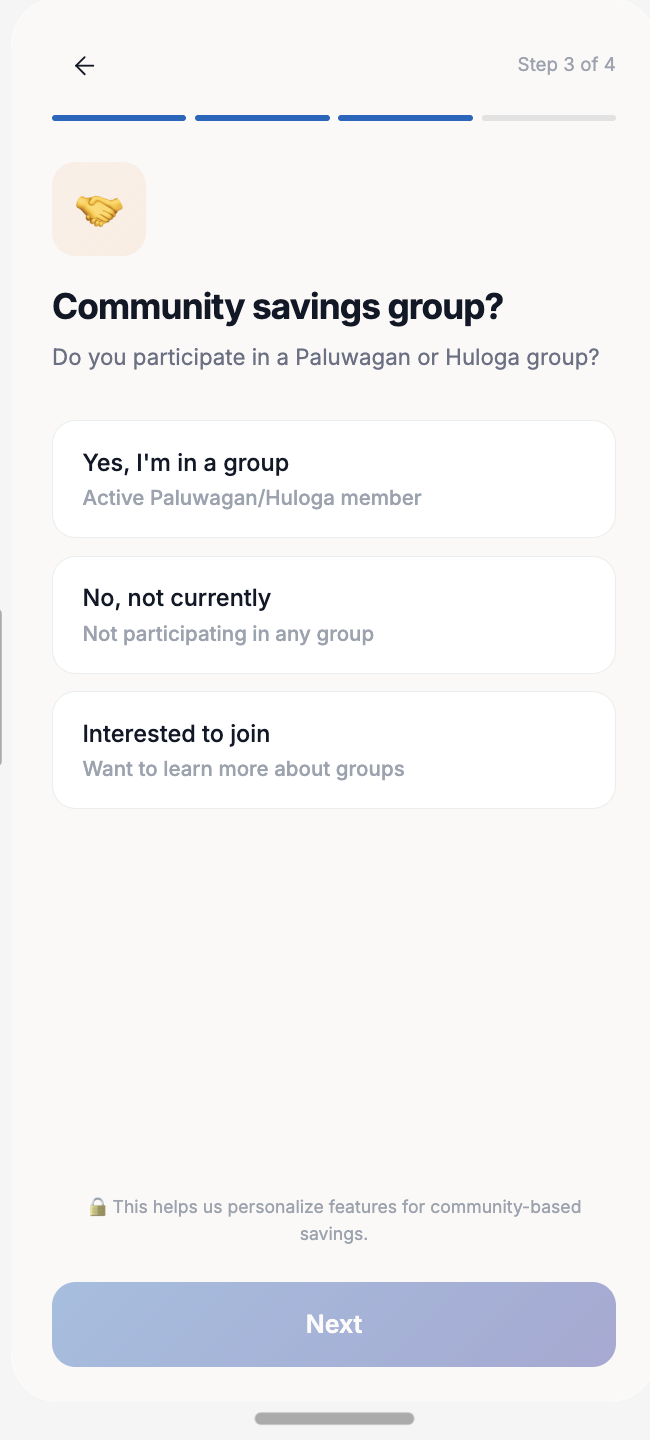 Step 3 of 4
Community savings group?
Do you participate in a Paluwagan or Huloga group?
Yes, I'm in a group
Active Paluwagan/Huloga member
No, not currently
Not participating in any group
Interested to join
Want to learn more about groups
🔒 This helps us personalize features for community-based
savings.
Next